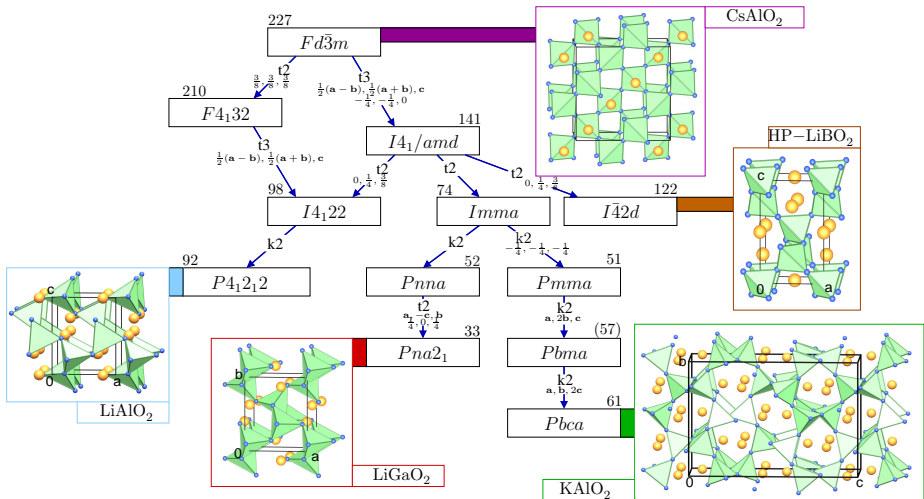 227
CsAlO₂
Fd3̄m
t2
3/8, 3/8, 3/8
t3
½(a − b), ½(a + b), c
−¼, −¼, 0
210
F4₁32
141
I4₁/amd
HP−LiBO₂
t3
½(a − b), ½(a + b), c
t2
0, ¼, 3/8
t2
t2
0, ¼, 3/8
c
98
I4₁22
74
Imma
122
I4̄2d
k2
k2
k2
−¼, −¼, −¼
0
a
92
P4₁2₁2
52
Pnna
51
Pmma
c
t2
a, −c, b
¼, 0, ¼
k2
a, 2b, c
33
Pna2₁
(57)
Pbma
b
b
0
a
LiAlO₂
k2
a, b, 2c
61
Pbca
0
a
LiGaO₂
0
c
KAlO₂